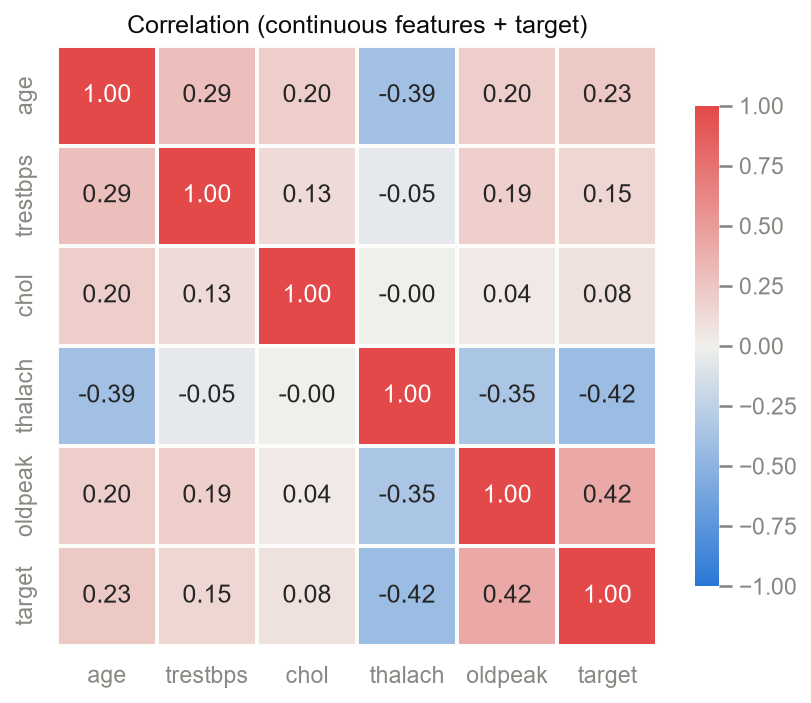 Correlation (continuous features + target)
age 1.00 0.29 0.20 -0.39 0.20 0.23
trestbps 0.29 1.00 0.13 -0.05 0.19 0.15
chol 0.20 0.13 1.00 -0.00 0.04 0.08
thalach -0.39 -0.05 -0.00 1.00 -0.35 -0.42
oldpeak 0.20 0.19 0.04 -0.35 1.00 0.42
target 0.23 0.15 0.08 -0.42 0.42 1.00
age trestbps chol thalach oldpeak target
1.00
0.75
0.50
0.25
0.00
−0.25
−0.50
−0.75
−1.00